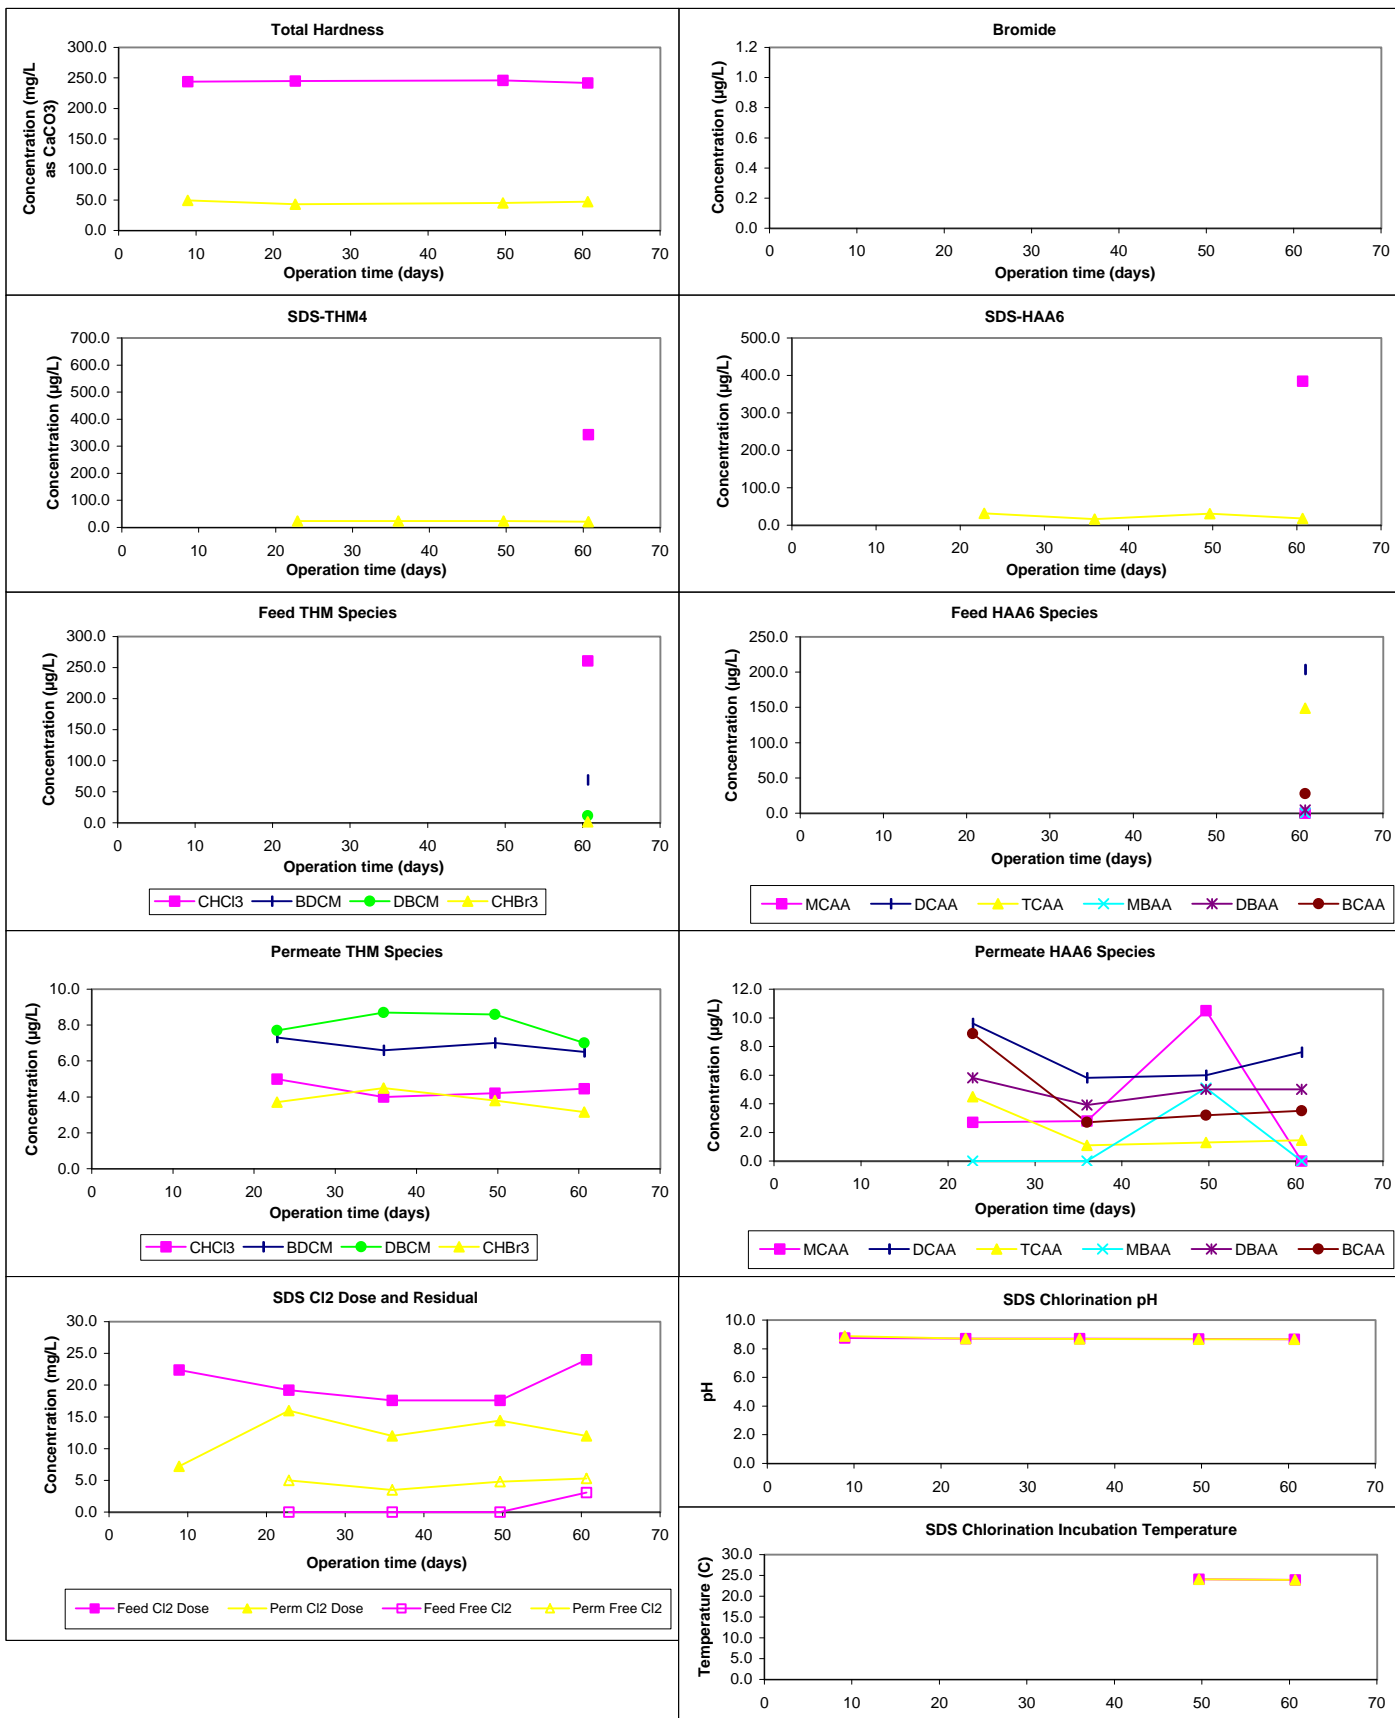 Total Hardness
Concentration (mg/L
as CaCO3)
300.0
250.0
200.0
150.0
100.0
50.0
0.0
0 10 20 30 40 50 60 70
Operation time (days)
Bromide
Concentration (µg/L)
1.2
1.0
0.8
0.6
0.4
0.2
0.0
0 10 20 30 40 50 60 70
Operation time (days)
SDS-THM4
Concentration (µg/L)
700.0
600.0
500.0
400.0
300.0
200.0
100.0
0.0
0 10 20 30 40 50 60 70
Operation time (days)
SDS-HAA6
Concentration (µg/L)
500.0
400.0
300.0
200.0
100.0
0.0
0 10 20 30 40 50 60 70
Operation time (days)
Feed THM Species
Concentration (µg/L)
300.0
250.0
200.0
150.0
100.0
50.0
0.0
0 10 20 30 40 50 60 70
Operation time (days)
CHCl3 BDCM DBCM CHBr3
Feed HAA6 Species
Concentration (µg/L)
250.0
200.0
150.0
100.0
50.0
0.0
0 10 20 30 40 50 60 70
Operation time (days)
MCAA DCAA TCAA MBAA DBAA BCAA
Permeate THM Species
Concentration (µg/L)
10.0
8.0
6.0
4.0
2.0
0.0
0 10 20 30 40 50 60 70
Operation time (days)
CHCl3 BDCM DBCM CHBr3
Permeate HAA6 Species
Concentration (µg/L)
12.0
10.0
8.0
6.0
4.0
2.0
0.0
0 10 20 30 40 50 60 70
Operation time (days)
MCAA DCAA TCAA MBAA DBAA BCAA
SDS Cl2 Dose and Residual
Concentration (mg/L)
30.0
25.0
20.0
15.0
10.0
5.0
0.0
0 10 20 30 40 50 60 70
Operation time (days)
Feed Cl2 Dose Perm Cl2 Dose Feed Free Cl2 Perm Free Cl2
SDS Chlorination pH
pH
10.0
8.0
6.0
4.0
2.0
0.0
0 10 20 30 40 50 60 70
SDS Chlorination Incubation Temperature
Temperature (C)
30.0
25.0
20.0
15.0
10.0
5.0
0.0
0 10 20 30 40 50 60 70